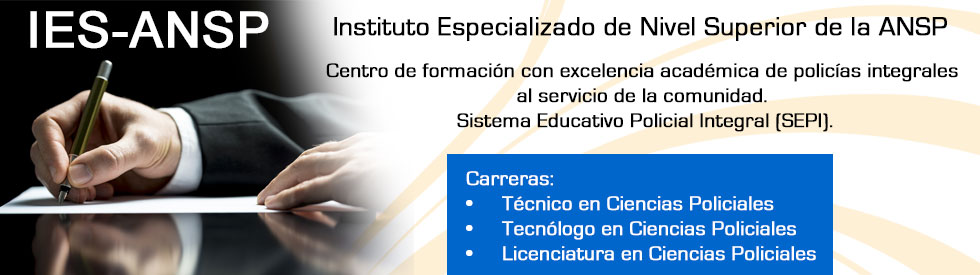 IES-ANSP
Instituto Especializado de Nivel Superior de la ANSP
Centro de formación con excelencia académica de policías integrales
al servicio de la comunidad.
Sistema Educativo Policial Integral (SEPI).
Carreras:
• Técnico en Ciencias Policiales
• Tecnólogo en Ciencias Policiales
• Licenciatura en Ciencias Policiales